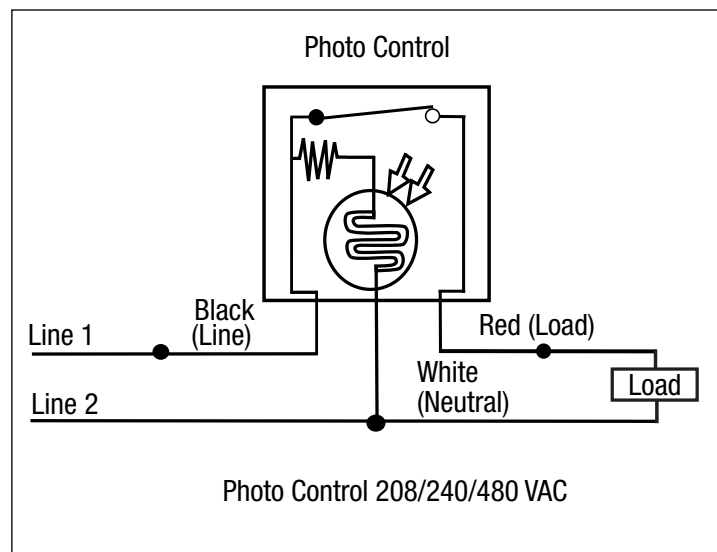 Photo Control
Black
(Line)
Line 1
Red (Load)
White
(Neutral)
Load
Line 2
Photo Control 208/240/480 VAC